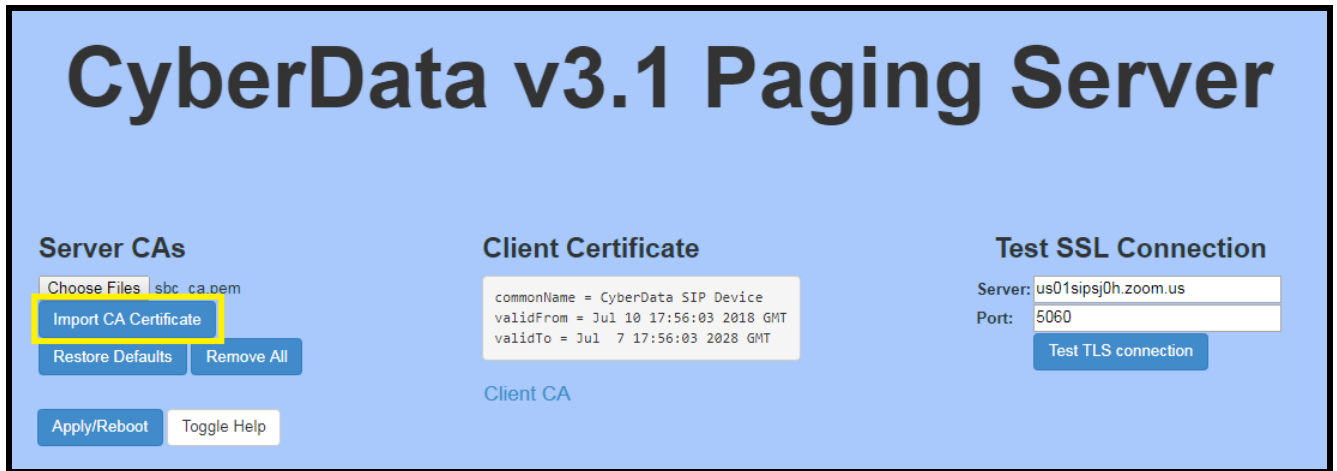 CyberData v3.1 Paging Server
Server CAs
Choose Files sbc_ca.pem
Import CA Certificate
Restore Defaults Remove All
Apply/Reboot Toggle Help
Client Certificate
commonName = CyberData SIP Device
validFrom = Jul 10 17:56:03 2018 GMT
validTo = Jul  7 17:56:03 2028 GMT
Client CA
Test SSL Connection
Server: us01sipsj0h.zoom.us
Port: 5060
Test TLS connection